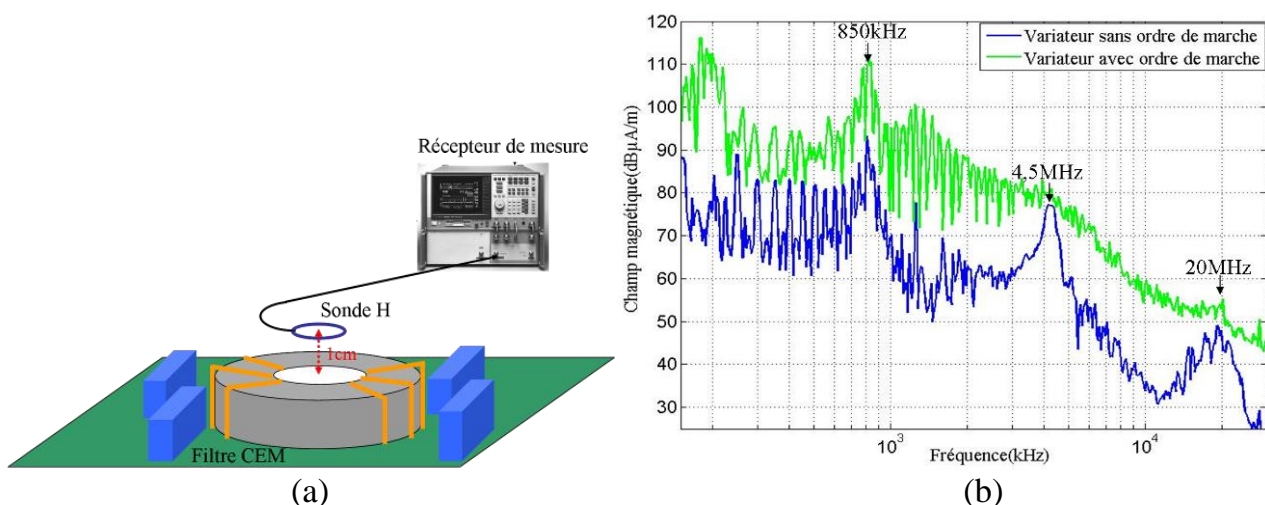 Récepteur de mesure
Sonde H
1cm
Filtre CEM
(a)
120
110
100
90
80
70
60
50
40
30
Champ magnétique(dBµA/m)
850kHz
4.5MHz
20MHz
Variateur sans ordre de marche
Variateur avec ordre de marche
10³
10⁴
Fréquence(kHz)
(b)